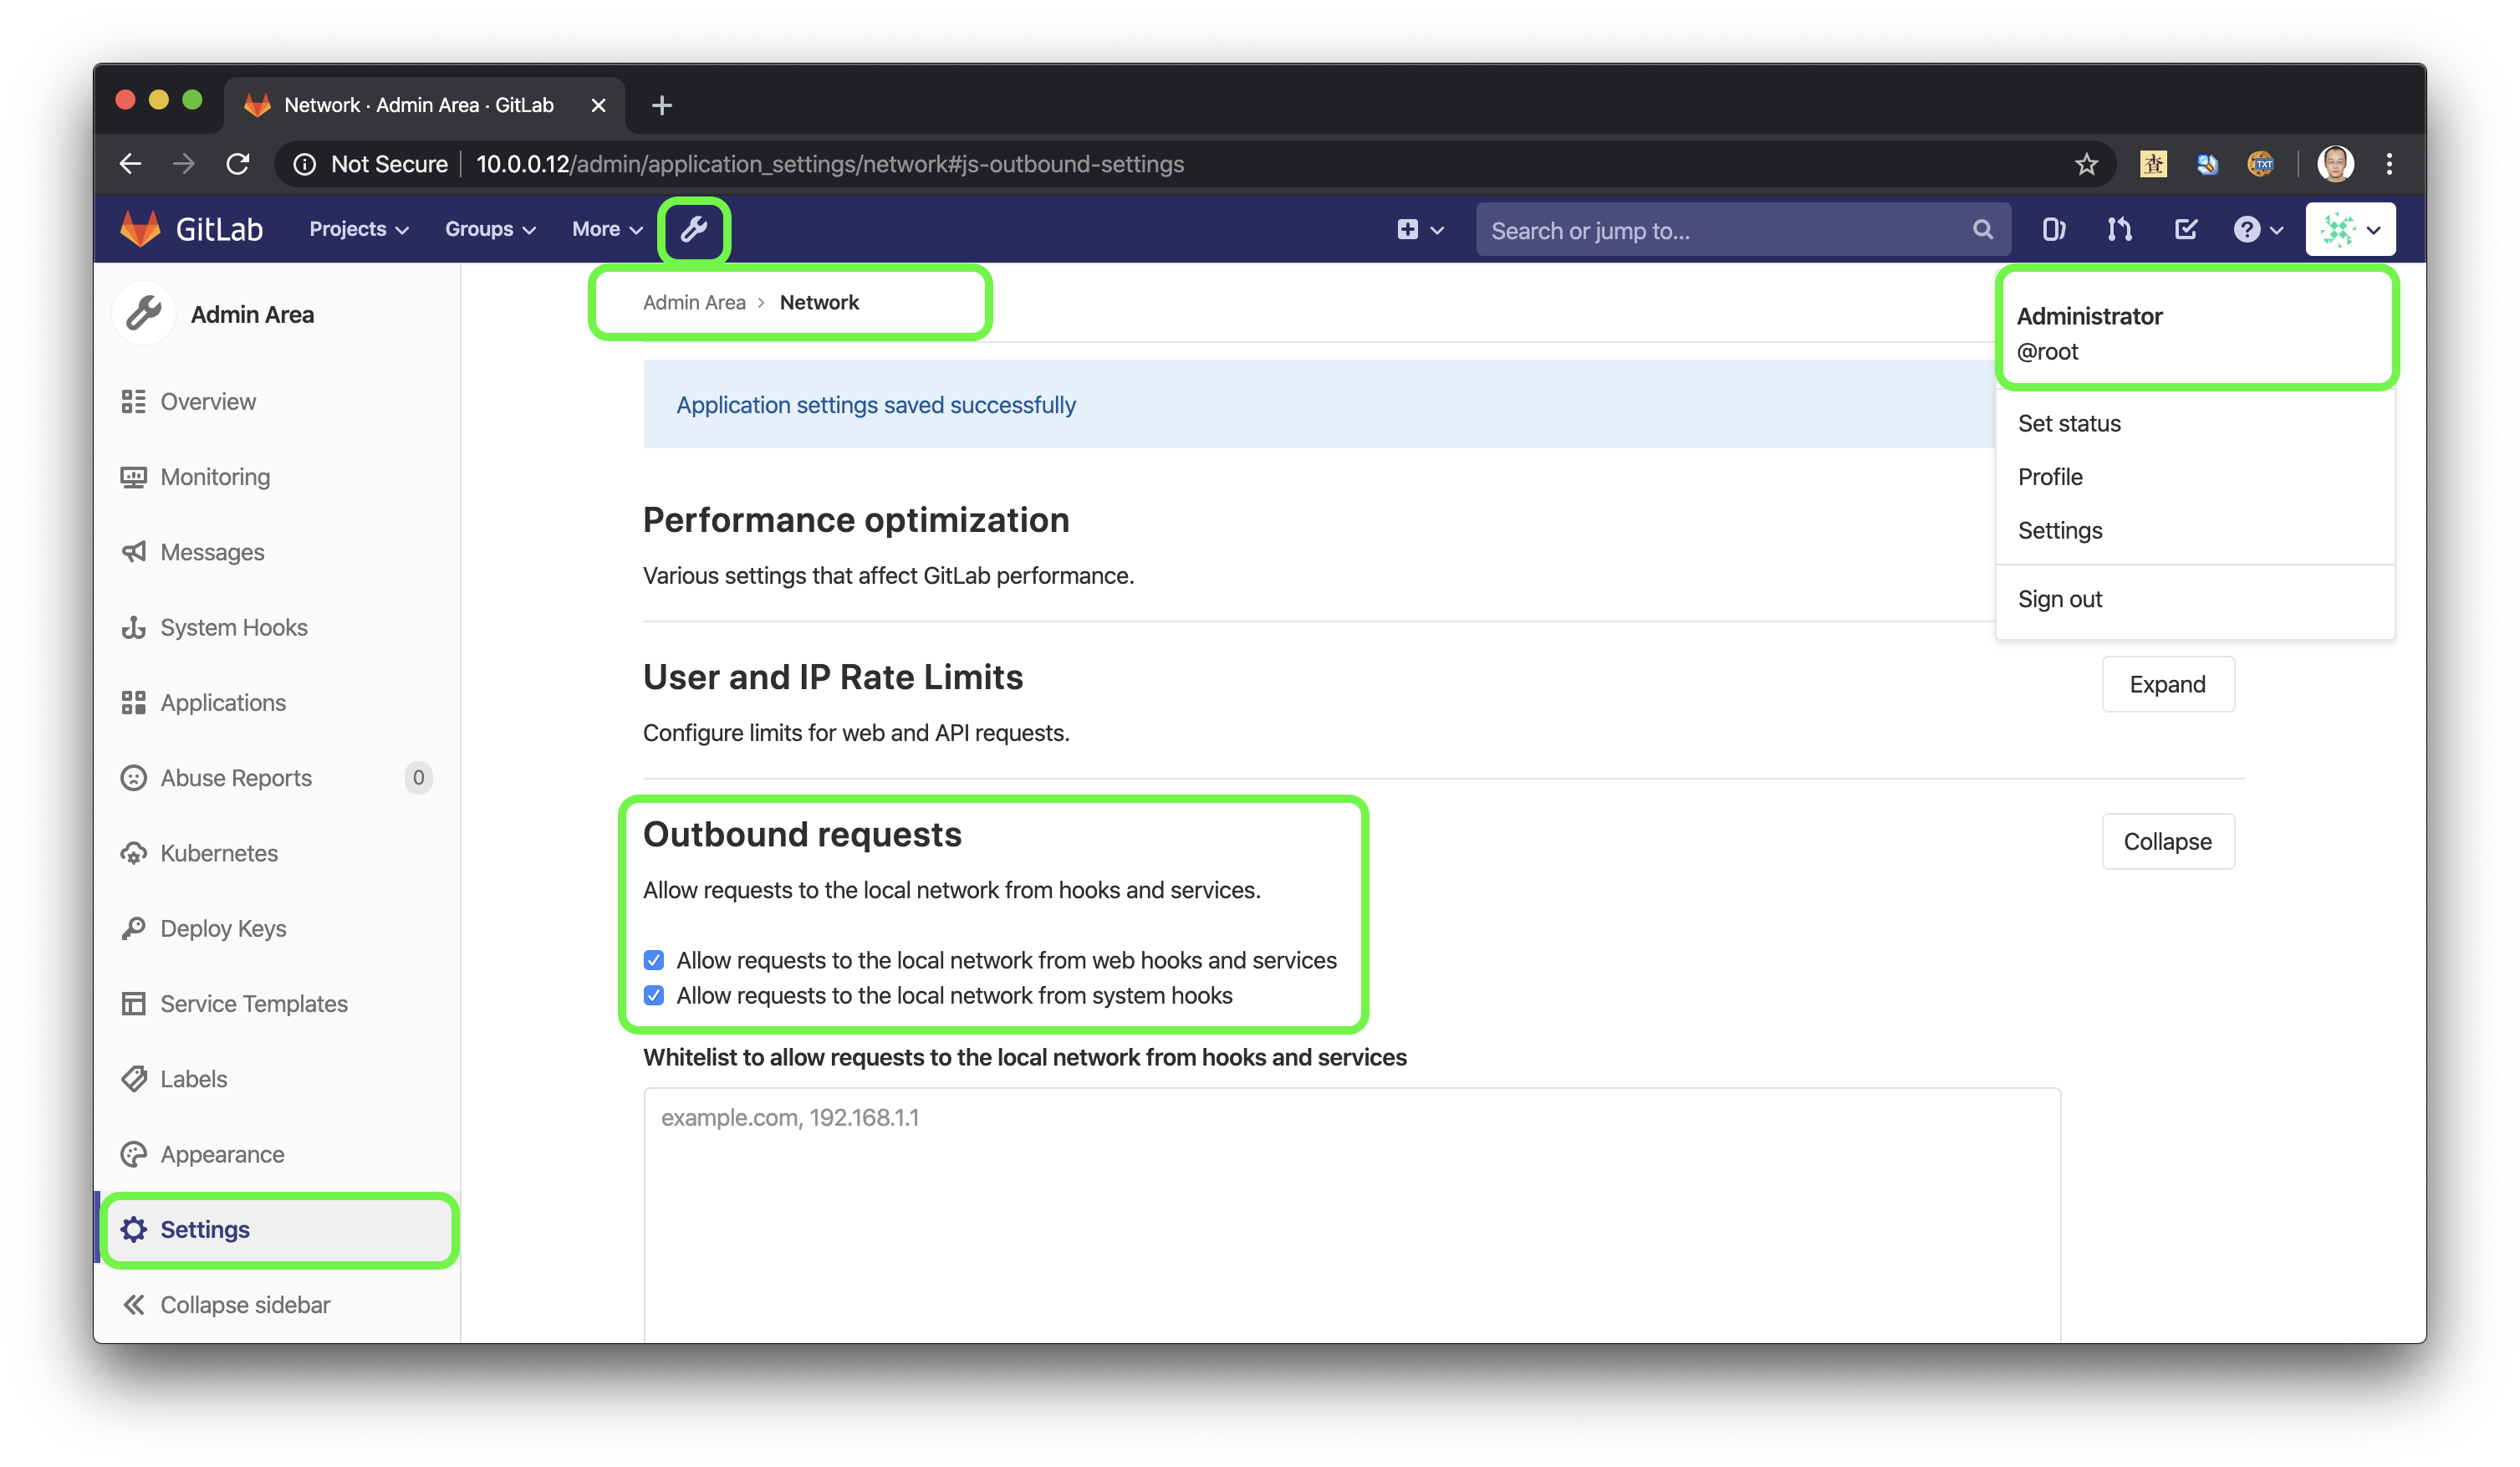 Network · Admin Area · GitLab
Not Secure | 10.0.0.12/admin/application_settings/network#js-outbound-settings
查
TXT
GitLab
Projects
Groups
More
Search or jump to...
Admin Area
Overview
Monitoring
Messages
System Hooks
Applications
Abuse Reports 0
Kubernetes
Deploy Keys
Service Templates
Labels
Appearance
Settings
Collapse sidebar
Admin Area > Network
Application settings saved successfully
Performance optimization
Various settings that affect GitLab performance.
User and IP Rate Limits
Expand
Configure limits for web and API requests.
Outbound requests
Collapse
Allow requests to the local network from hooks and services.
Allow requests to the local network from web hooks and services
Allow requests to the local network from system hooks
Whitelist to allow requests to the local network from hooks and services
example.com, 192.168.1.1
Administrator
@root
Set status
Profile
Settings
Sign out